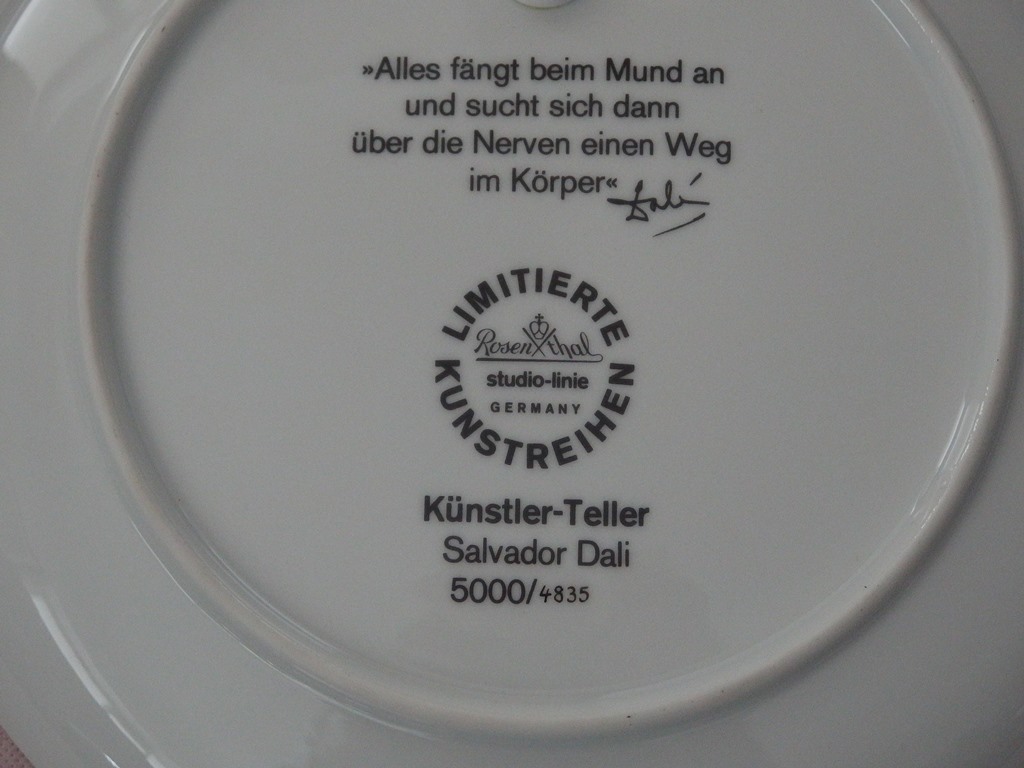 »Alles fängt beim Mund an
und sucht sich dann
über die Nerven einen Weg
im Körper« Dalí
LIMITIERTE
Rosenthal
studio-linie
GERMANY
KUNSTREIHEN
Künstler-Teller
Salvador Dali
5000/4835